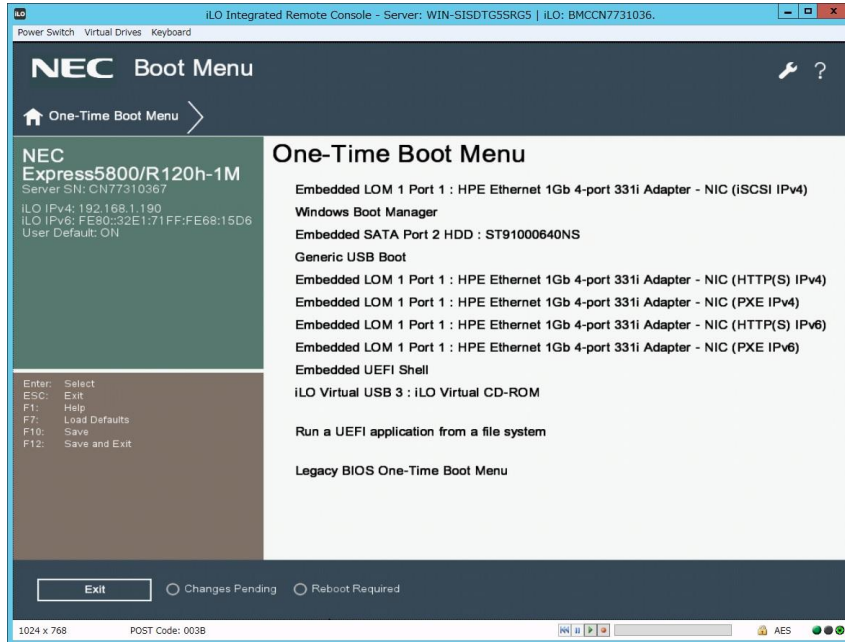 iLO
iLO Integrated Remote Console - Server: WIN-SISDTG5SRG5 | iLO: BMCCN7731036.
Power Switch Virtual Drives Keyboard
NEC Boot Menu
?
One-Time Boot Menu
NEC
Express5800/R120h-1M
Server SN: CN77310367
iLO IPv4: 192.168.1.190
iLO IPv6: FE80::32E1:71FF:FE68:15D6
User Default: ON
Enter: Select
ESC: Exit
F1: Help
F7: Load Defaults
F10: Save
F12: Save and Exit
One-Time Boot Menu
Embedded LOM 1 Port 1 : HPE Ethernet 1Gb 4-port 331i Adapter - NIC (iSCSI IPv4)
Windows Boot Manager
Embedded SATA Port 2 HDD : ST91000640NS
Generic USB Boot
Embedded LOM 1 Port 1 : HPE Ethernet 1Gb 4-port 331i Adapter - NIC (HTTP(S) IPv4)
Embedded LOM 1 Port 1 : HPE Ethernet 1Gb 4-port 331i Adapter - NIC (PXE IPv4)
Embedded LOM 1 Port 1 : HPE Ethernet 1Gb 4-port 331i Adapter - NIC (HTTP(S) IPv6)
Embedded LOM 1 Port 1 : HPE Ethernet 1Gb 4-port 331i Adapter - NIC (PXE IPv6)
Embedded UEFI Shell
iLO Virtual USB 3 : iLO Virtual CD-ROM
Run a UEFI application from a file system
Legacy BIOS One-Time Boot Menu
Exit Changes Pending Reboot Required
1024 x 768 POST Code: 003B AES